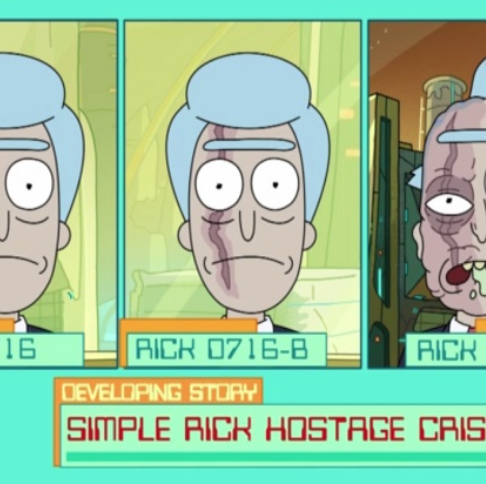 16
RICK 0716-B
RICK
DEVELOPING STORY
SIMPLE RICK HOSTAGE CRIS